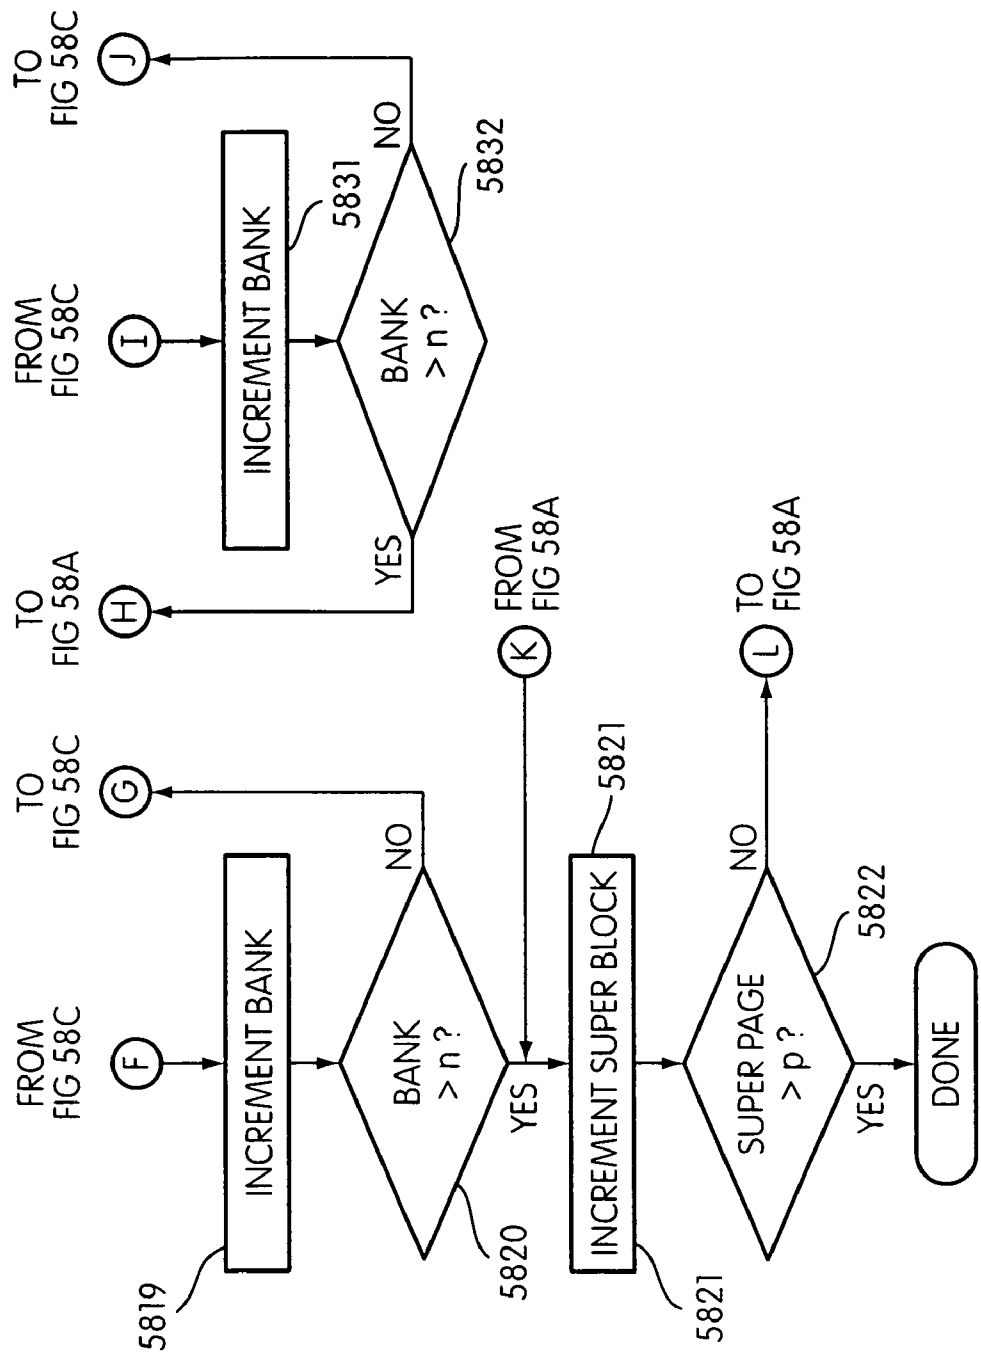 FROM
FIG 58C
F
INCREMENT BANK
5819
BANK
> n ?
5820
NO
TO
FIG 58C
G
YES
K
FROM
FIG 58A
INCREMENT SUPER BLOCK
5821
5821
SUPER PAGE
> p ?
5822
NO
L
TO
FIG 58A
YES
DONE
FROM
FIG 58C
I
INCREMENT BANK
5831
BANK
> n ?
5832
YES
TO
FIG 58A
H
NO
TO
FIG 58C
J